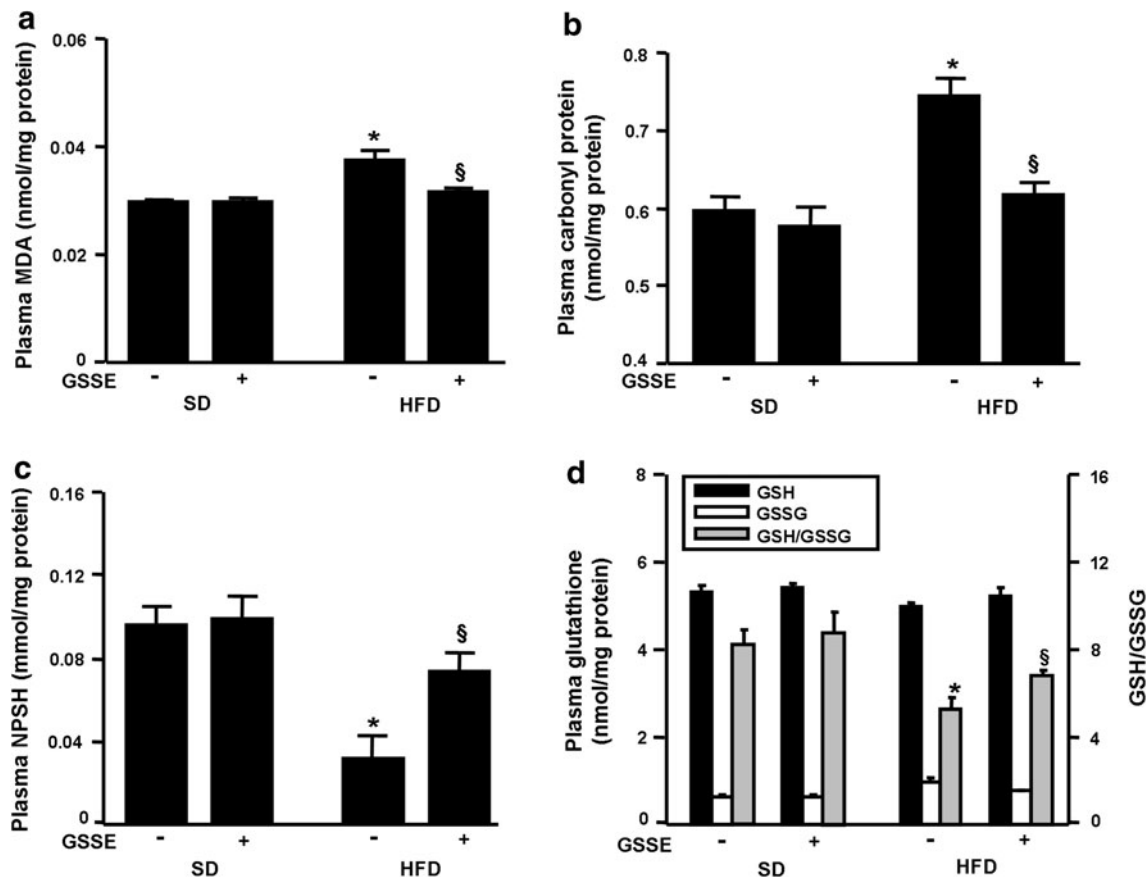 a
Plasma MDA (nmol/mg protein)
0.06
0.04
0.02
0
*
§
GSSE - + - +
SD HFD
b
Plasma carbonyl protein
(nmol/mg protein)
0.8
0.7
0.6
0.5
0.4
*
§
GSSE - + - +
SD HFD
c
Plasma NPSH (mmol/mg protein)
0.16
0.12
0.08
0.04
0
*
§
GSSE - + - +
SD HFD
d
Plasma glutathione
(nmol/mg protein)
8
6
4
2
0
GSH
GSSG
GSH/GSSG
*
§
16
12
8
4
0
GSH/GSSG
GSSE - + - +
SD HFD